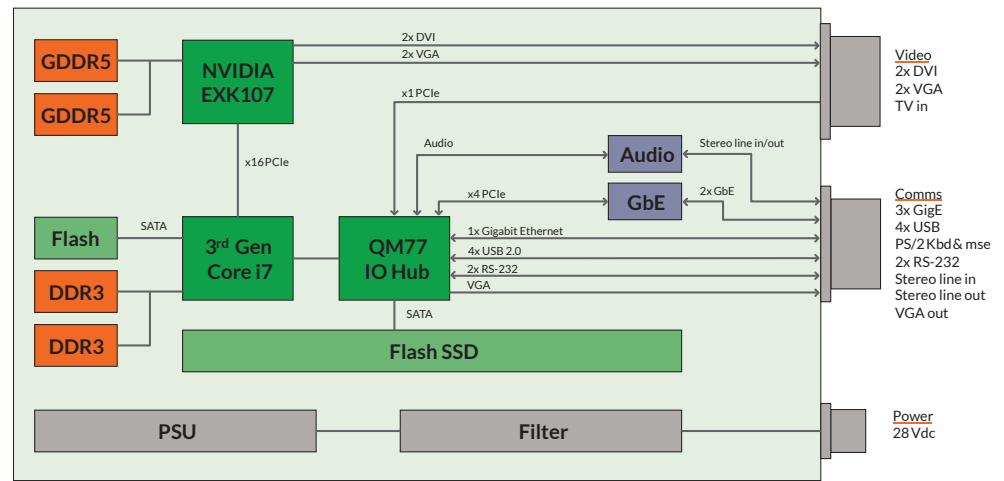 GDDR5
GDDR5
NVIDIA
EXK107
2x DVI
2x VGA
x1 PCIe
x16PCIe
Audio
Audio
Stereo line in/out
x4 PCIe
GbE
2x GbE
Flash
SATA
3rd Gen
Core i7
QM77
IO Hub
1x Gigabit Ethernet
4x USB 2.0
2x RS-232
VGA
DDR3
DDR3
SATA
Flash SSD
PSU
Filter
Video
2x DVI
2x VGA
TV in
Comms
3x GigE
4x USB
PS/2 Kbd & mse
2x RS-232
Stereo line in
Stereo line out
VGA out
Power
28 Vdc